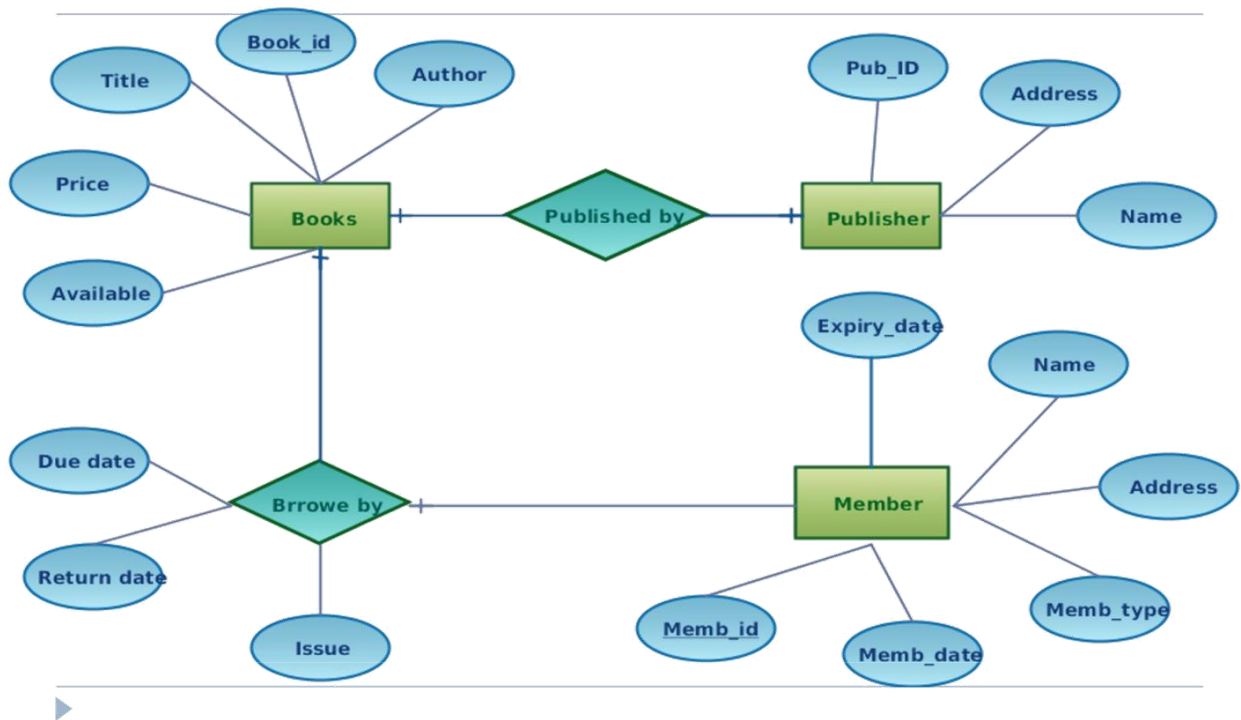 Book_id
Author
Title
Pub_ID
Address
Price
Books
Published by
Publisher
Name
Available
Expiry_date
Name
Due date
Brrowe by
Member
Address
Return date
Memb_type
Issue
Memb_id
Memb_date